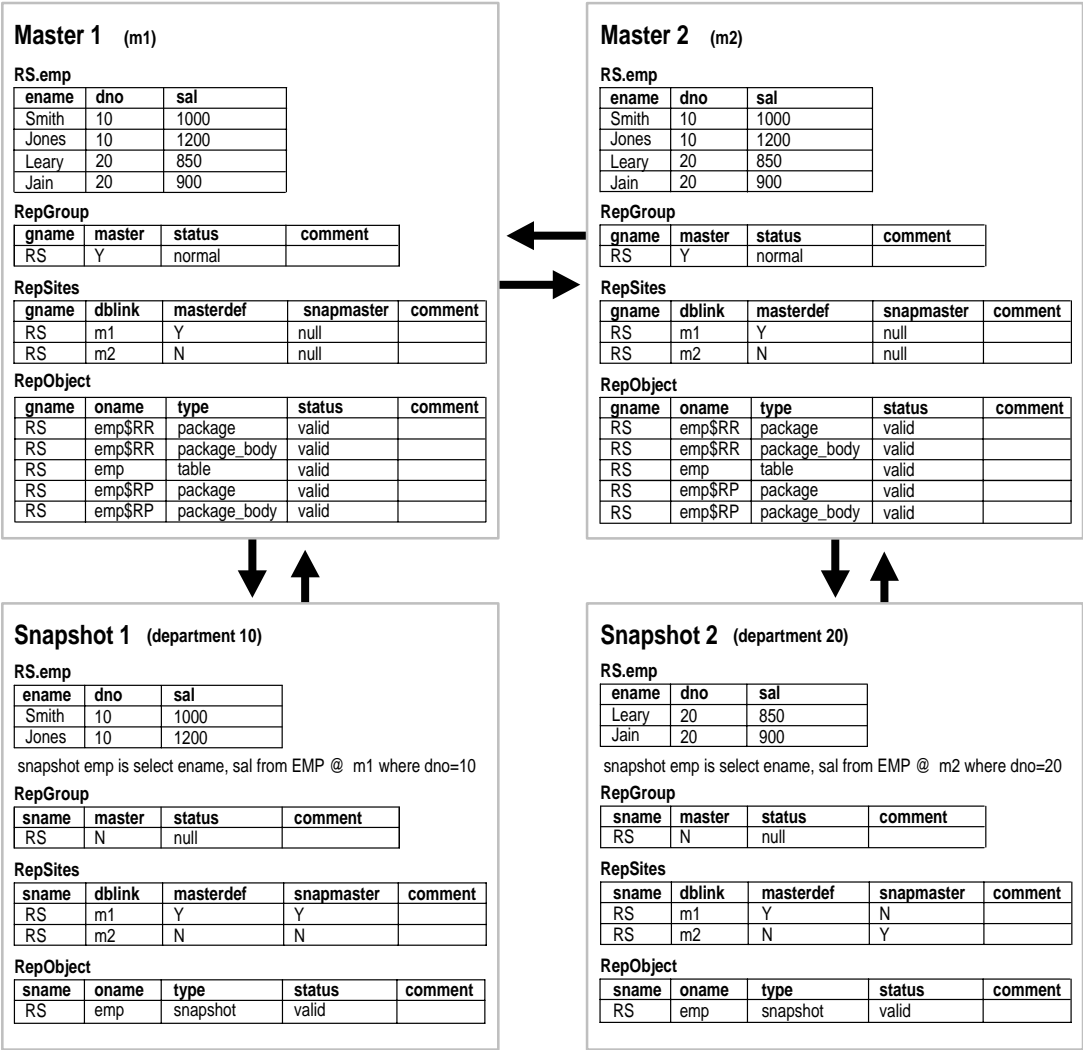 Master 1 (m1)
RS.emp
ename dno sal
Smith 10 1000
Jones 10 1200
Leary 20 850
Jain 20 900
RepGroup
gname master status comment
RS Y normal
RepSites
gname dblink masterdef snapmaster comment
RS m1 Y null
RS m2 N null
RepObject
gname oname type status comment
RS emp$RR package valid
RS emp$RR package_body valid
RS emp table valid
RS emp$RP package valid
RS emp$RP package_body valid
Master 2 (m2)
RS.emp
ename dno sal
Smith 10 1000
Jones 10 1200
Leary 20 850
Jain 20 900
RepGroup
gname master status comment
RS Y normal
RepSites
gname dblink masterdef snapmaster comment
RS m1 Y null
RS m2 N null
RepObject
gname oname type status comment
RS emp$RR package valid
RS emp$RR package_body valid
RS emp table valid
RS emp$RP package valid
RS emp$RP package_body valid
Snapshot 1 (department 10)
RS.emp
ename dno sal
Smith 10 1000
Jones 10 1200
snapshot emp is select ename, sal from EMP @ m1 where dno=10
RepGroup
sname master status comment
RS N null
RepSites
sname dblink masterdef snapmaster comment
RS m1 Y Y
RS m2 N N
RepObject
sname oname type status comment
RS emp snapshot valid
Snapshot 2 (department 20)
RS.emp
ename dno sal
Leary 20 850
Jain 20 900
snapshot emp is select ename, sal from EMP @ m2 where dno=20
RepGroup
sname master status comment
RS N null
RepSites
sname dblink masterdef snapmaster comment
RS m1 Y N
RS m2 N Y
RepObject
sname oname type status comment
RS emp snapshot valid